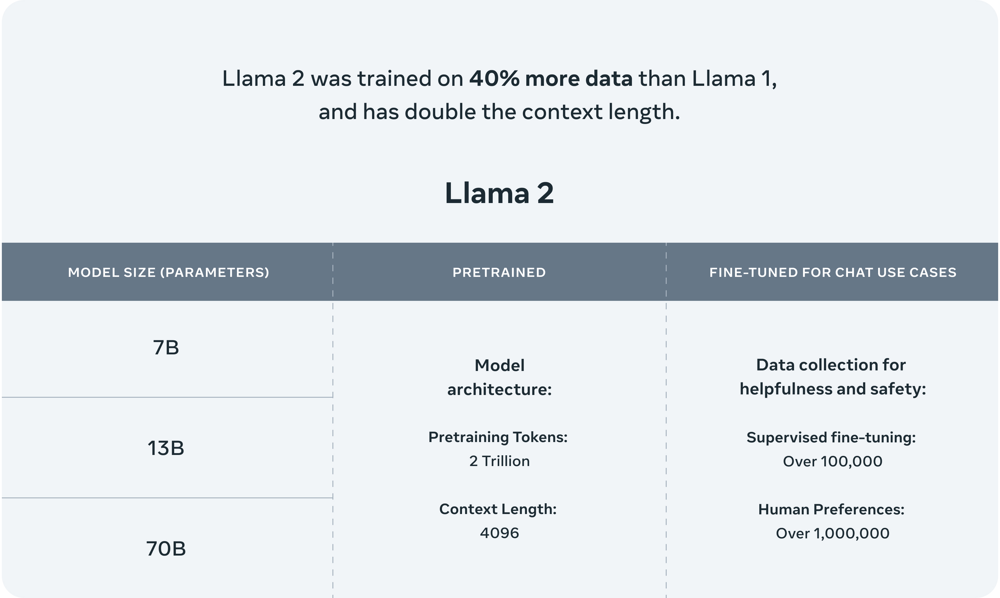 Llama 2 was trained on 40% more data than Llama 1,
and has double the context length.
Llama 2
MODEL SIZE (PARAMETERS)
PRETRAINED
FINE-TUNED FOR CHAT USE CASES
7B
13B
70B
Model
architecture:
Pretraining Tokens:
2 Trillion
Context Length:
4096
Data collection for
helpfulness and safety:
Supervised fine-tuning:
Over 100,000
Human Preferences:
Over 1,000,000